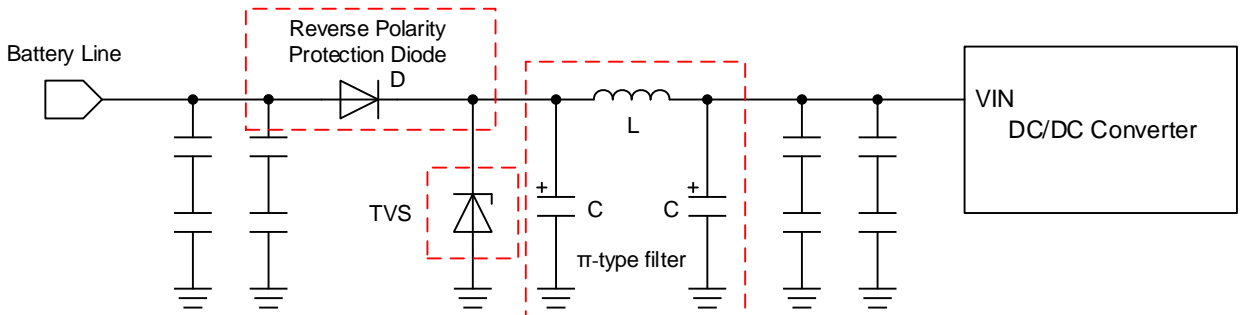 Reverse Polarity
Protection Diode
Battery Line
D
VIN
DC/DC Converter
L
+
+
TVS
C
C
π-type filter